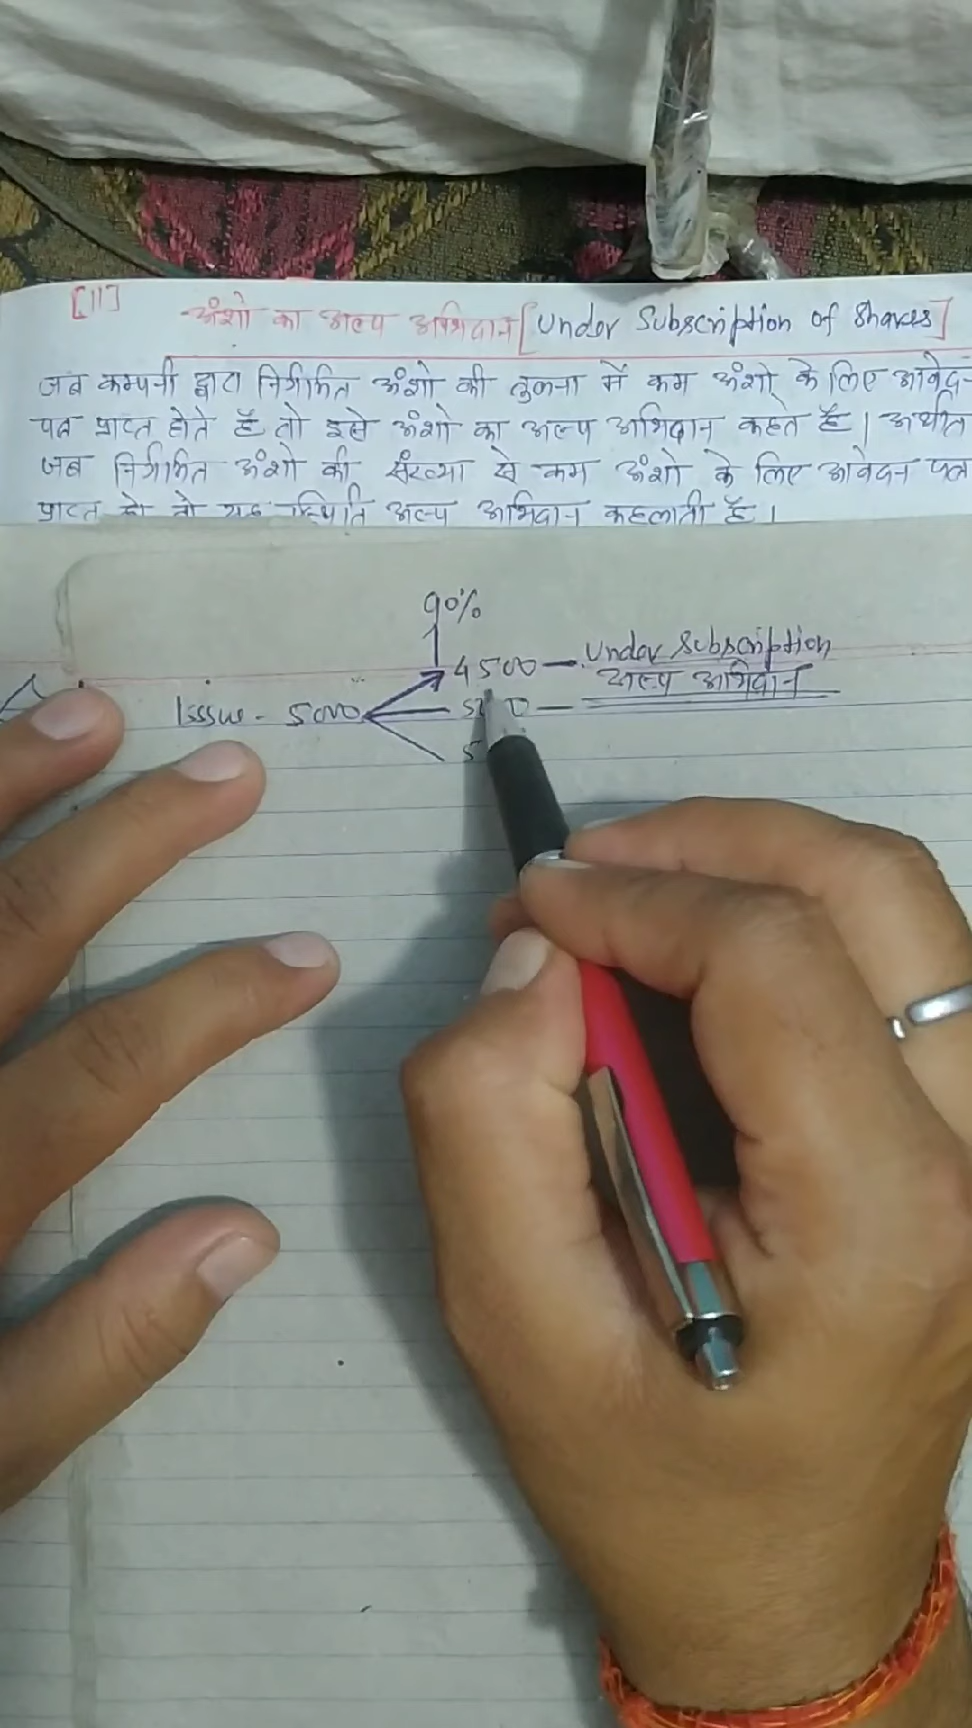 [11] अंशो का अल्प अभिदान [Under Subscription of Shares]
जब कम्पनी द्वारा निर्गमित अंशो की तुलना में कम अंशो के लिए आवेदन
पत्र प्राप्त होते हैं तो इसे अंशो का अल्प अभिदान कहते हैं। अर्थात
जब निर्गमित अंशो की संख्या से कम अंशो के लिए आवेदन पत्र
प्राप्त हो तो यह स्थिति अल्प अभिदान कहलाती है।
90%
4500 — Under Subscription
अल्प अभिदान
Issue - 5000